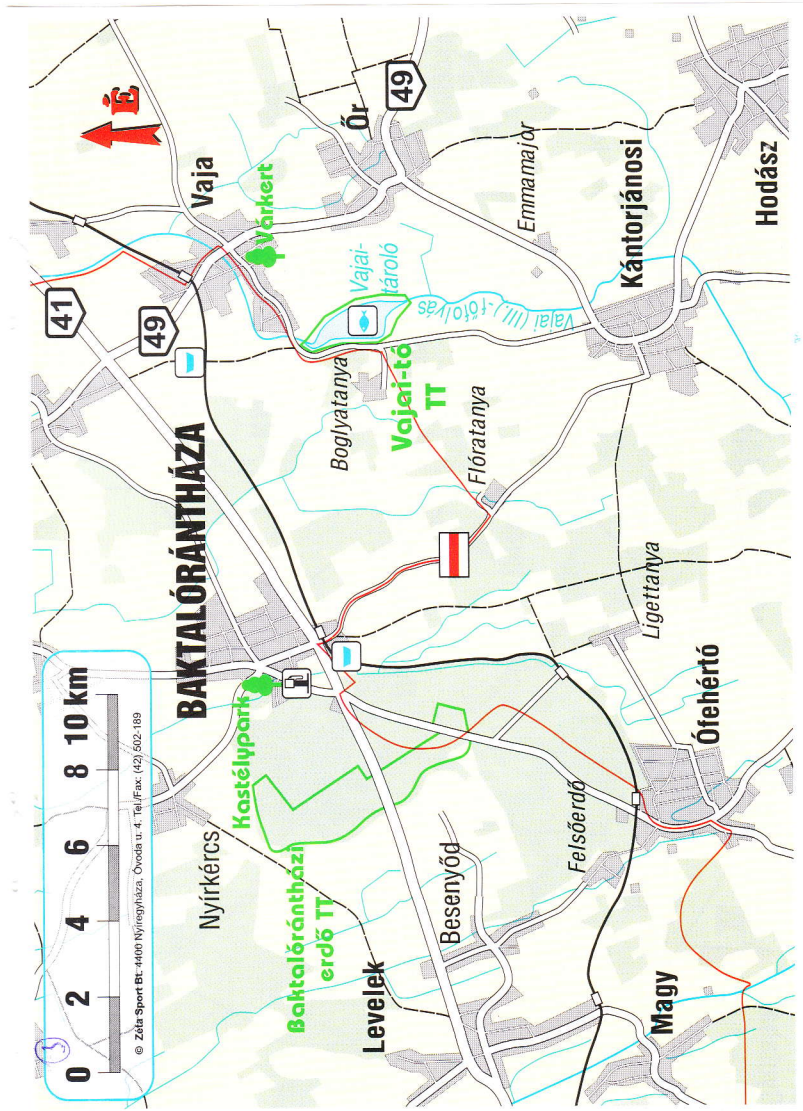 0 2 4 6 8 10 km
© Zéta Sport Bt. 4400 Nyíregyháza, Óvoda u. 4. Tel./Fax: (42) 502-189
3
Nyírkércs
Kastélypark
BAKTALÓRÁNTHÁZA
41
49
Vaja
É
Várkert
49
Őr
Baktalórántházi
erdő TT
Levelek
Besenyőd
Boglyatanya
Vajai-tó
TT
Vajai-
tároló
Vajai (III.)-főfolyás
Emmamajor
Flóratanya
Kántorjánosi
Hodász
Felsőerdő
Ligettanya
Magy
Ófehértó